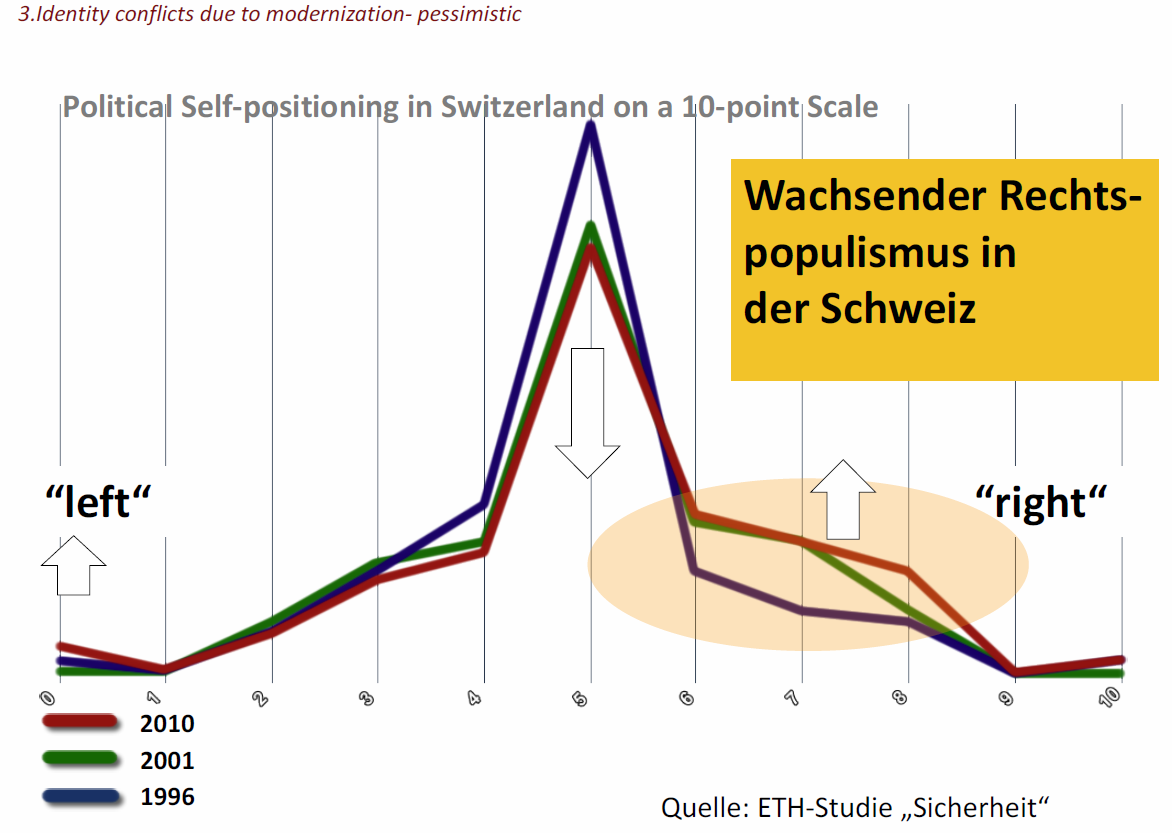 3.Identity conflicts due to modernization- pessimistic
Political Self-positioning in Switzerland on a 10-point Scale
Wachsender Rechts-
populismus in
der Schweiz
“left“
“right“
0 1 2 3 4 5 6 7 8 9 10
2010
2001
1996
Quelle: ETH-Studie „Sicherheit“